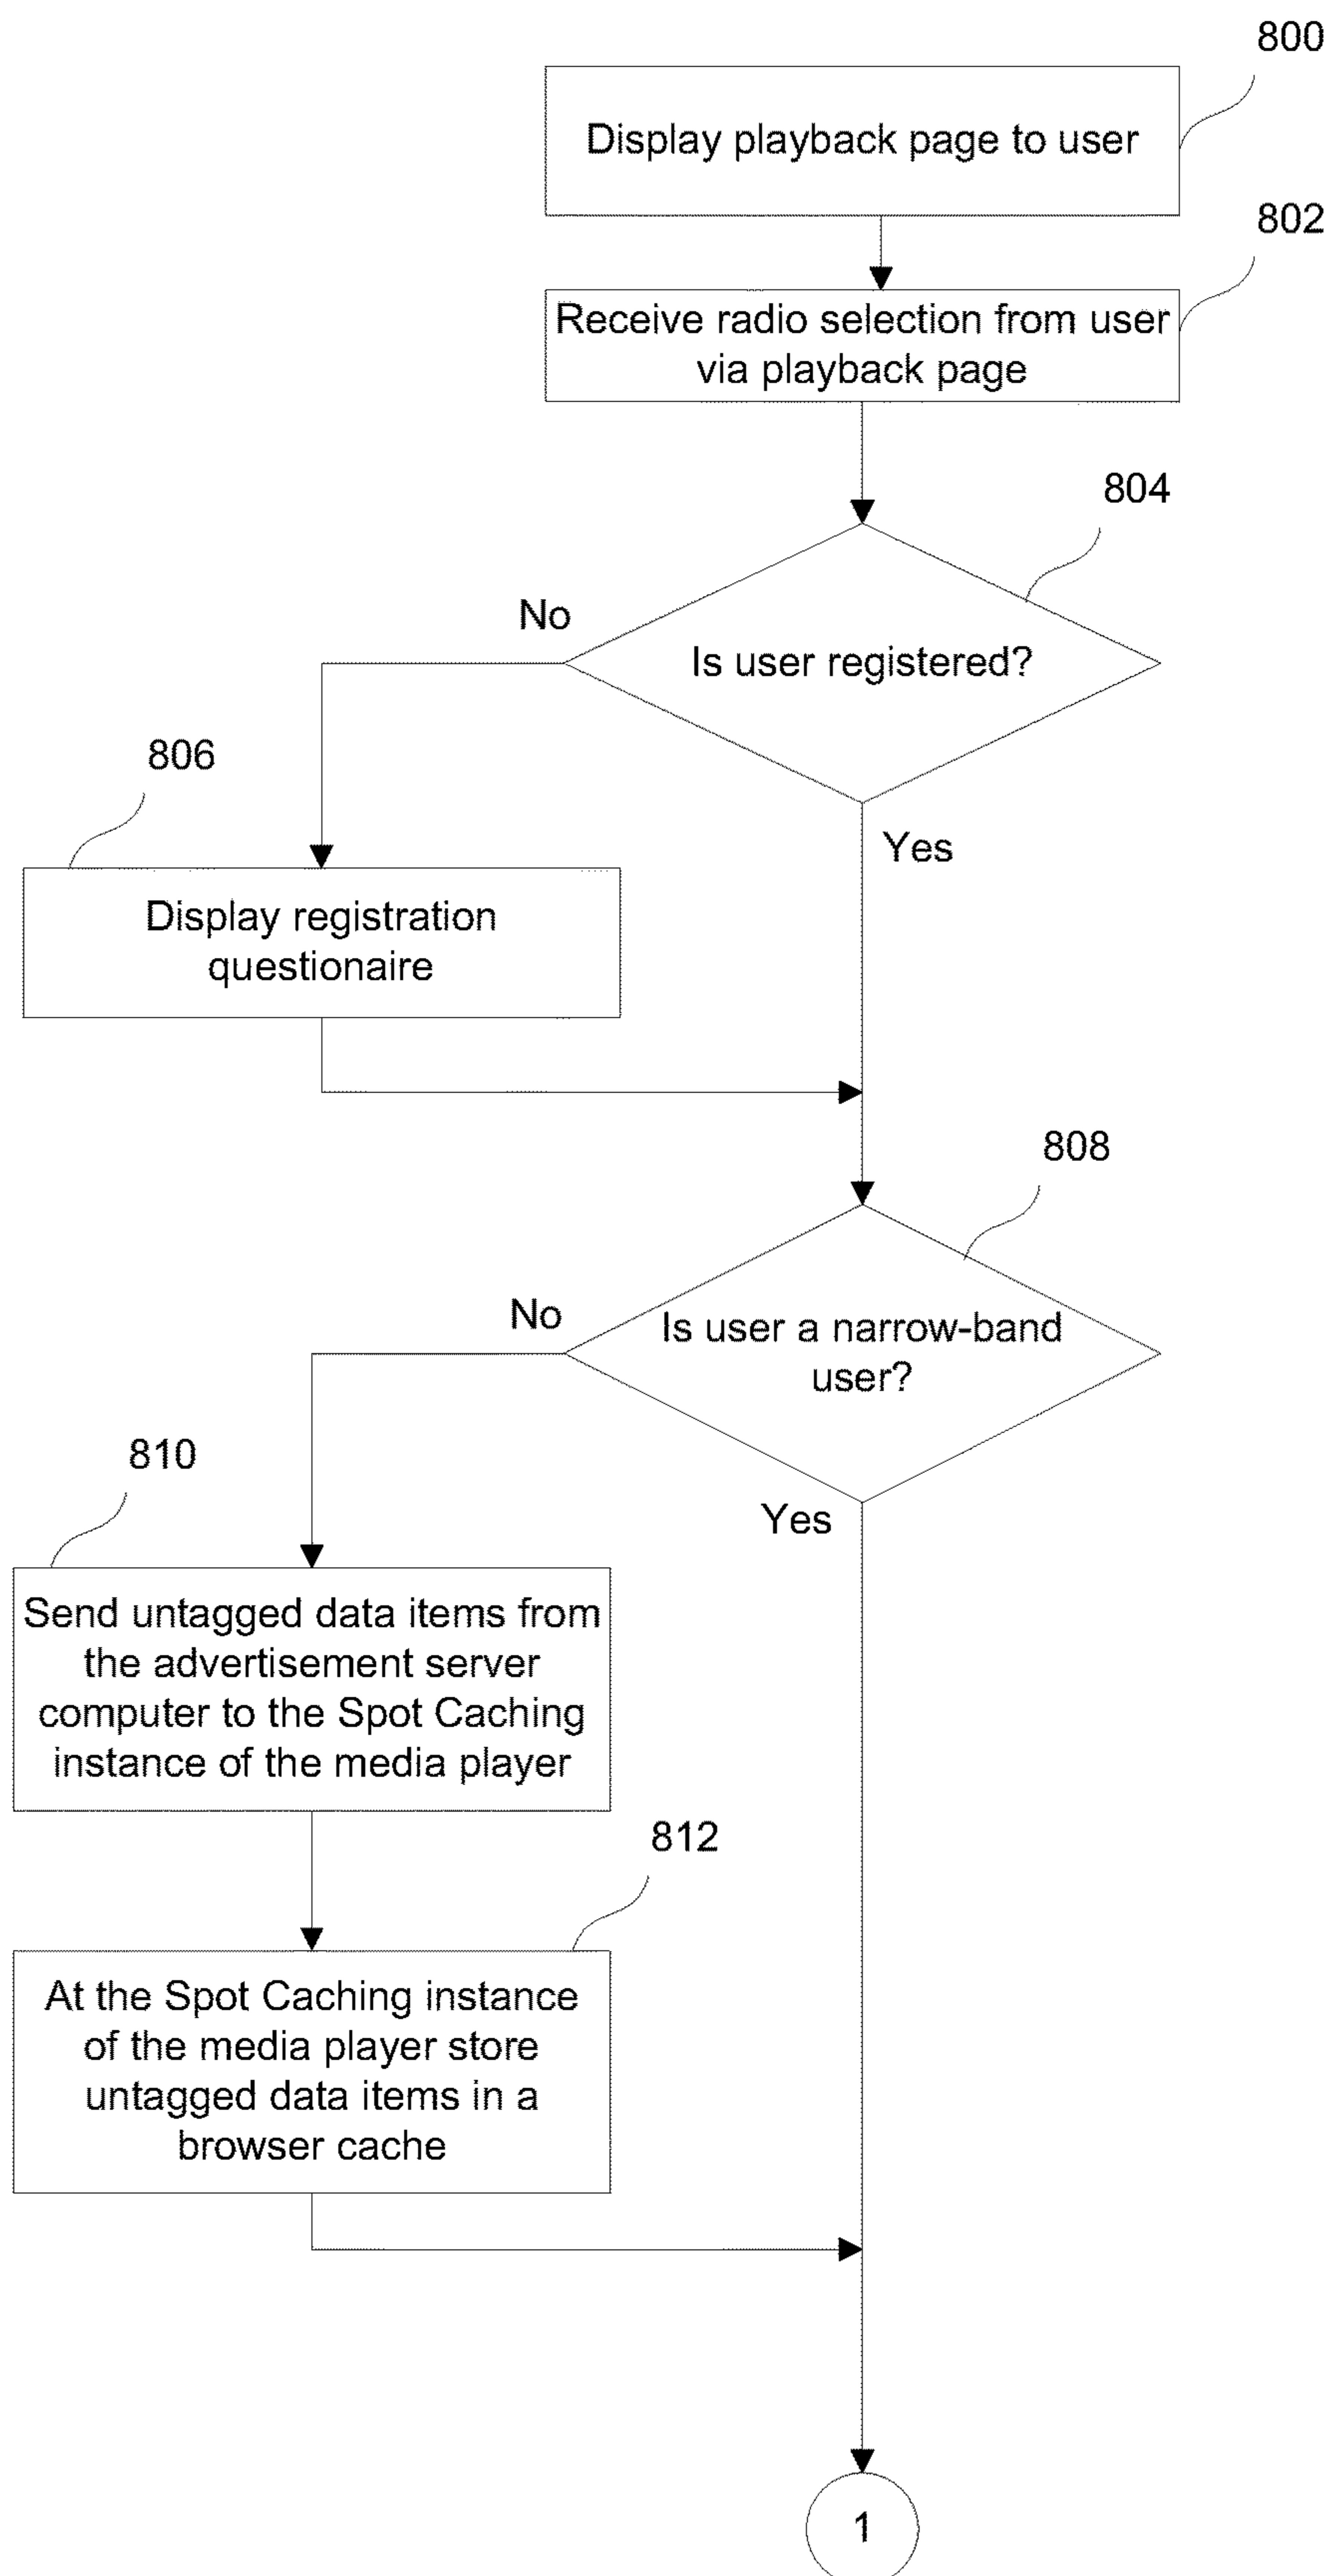 800
Display playback page to user
802
Receive radio selection from user
via playback page
804
No
Is user registered?
806
Yes
Display registration
questionaire
808
No
Is user a narrow-band
user?
810
Yes
Send untagged data items from
the advertisement server
computer to the Spot Caching
instance of the media player
812
At the Spot Caching instance
of the media player store
untagged data items in a
browser cache
1